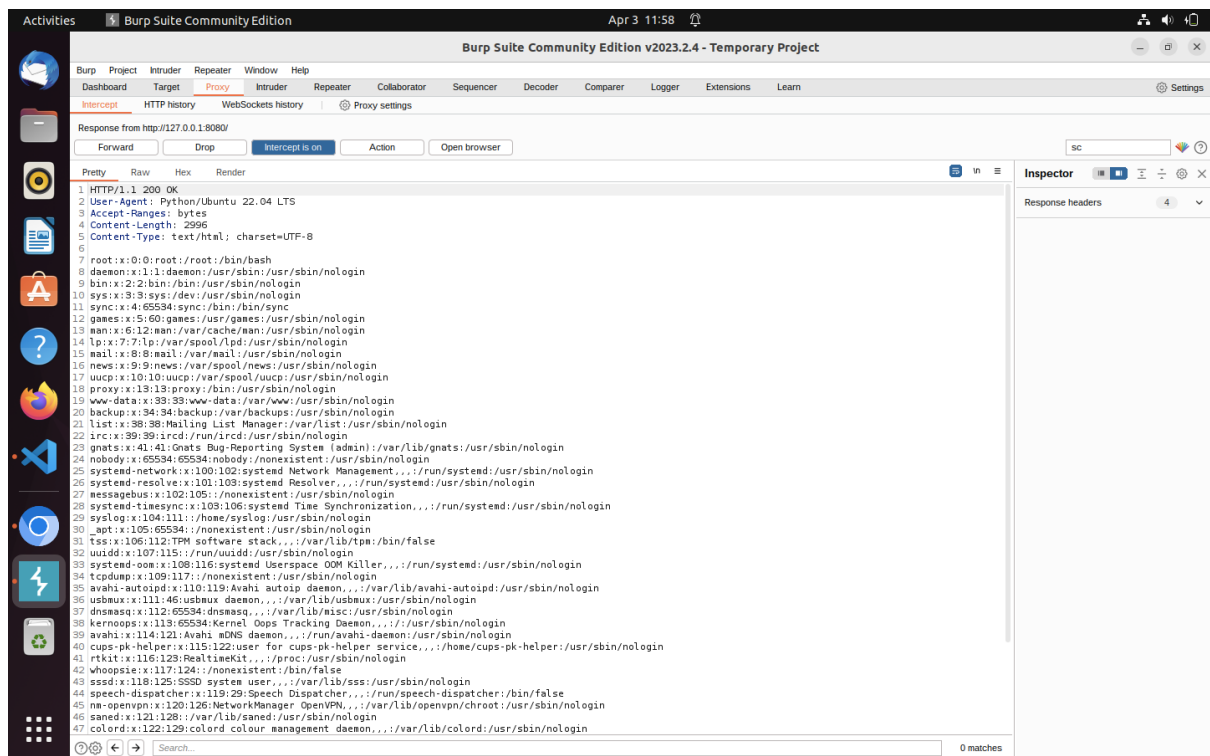 Activities Burp Suite Community Edition Apr 3 11:58
Burp Suite Community Edition v2023.2.4 - Temporary Project
Burp Project Intruder Repeater Window Help
Dashboard Target Proxy Intruder Repeater Collaborator Sequencer Decoder Comparer Logger Extensions Learn Settings
Intercept HTTP history WebSockets history Proxy settings
Response from http://127.0.0.1:8080/
Forward Drop Intercept is on Action Open browser sc
Pretty Raw Hex Render \n Inspector
Response headers 4
1 HTTP/1.1 200 OK
2 User-Agent: Python/Ubuntu 22.04 LTS
3 Accept-Ranges: bytes
4 Content-Length: 2996
5 Content-Type: text/html; charset=UTF-8
6
7 root:x:0:0:root:/root:/bin/bash
8 daemon:x:1:1:daemon:/usr/sbin:/usr/sbin/nologin
9 bin:x:2:2:bin:/bin:/usr/sbin/nologin
10 sys:x:3:3:sys:/dev:/usr/sbin/nologin
11 sync:x:4:65534:sync:/bin:/bin/sync
12 games:x:5:60:games:/usr/games:/usr/sbin/nologin
13 man:x:6:12:man:/var/cache/man:/usr/sbin/nologin
14 lp:x:7:7:lp:/var/spool/lpd:/usr/sbin/nologin
15 mail:x:8:8:mail:/var/mail:/usr/sbin/nologin
16 news:x:9:9:news:/var/spool/news:/usr/sbin/nologin
17 uucp:x:10:10:uucp:/var/spool/uucp:/usr/sbin/nologin
18 proxy:x:13:13:proxy:/bin:/usr/sbin/nologin
19 www-data:x:33:33:www-data:/var/www:/usr/sbin/nologin
20 backup:x:34:34:backup:/var/backups:/usr/sbin/nologin
21 list:x:38:38:Mailing List Manager:/var/list:/usr/sbin/nologin
22 irc:x:39:39:ircd:/run/ircd:/usr/sbin/nologin
23 gnats:x:41:41:Gnats Bug-Reporting System (admin):/var/lib/gnats:/usr/sbin/nologin
24 nobody:x:65534:65534:nobody:/nonexistent:/usr/sbin/nologin
25 systemd-network:x:100:102:systemd Network Management,,,:/run/systemd:/usr/sbin/nologin
26 systemd-resolve:x:101:103:systemd Resolver,,,:/run/systemd:/usr/sbin/nologin
27 messagebus:x:102:105::/nonexistent:/usr/sbin/nologin
28 systemd-timesync:x:103:106:systemd Time Synchronization,,,:/run/systemd:/usr/sbin/nologin
29 syslog:x:104:111::/home/syslog:/usr/sbin/nologin
30 _apt:x:105:65534::/nonexistent:/usr/sbin/nologin
31 tss:x:106:112:TPM software stack,,,:/var/lib/tpm:/bin/false
32 uuidd:x:107:115::/run/uuidd:/usr/sbin/nologin
33 systemd-oom:x:108:116:systemd Userspace OOM Killer,,,:/run/systemd:/usr/sbin/nologin
34 tcpdump:x:109:117::/nonexistent:/usr/sbin/nologin
35 avahi-autoipd:x:110:119:Avahi autoip daemon,,,:/var/lib/avahi-autoipd:/usr/sbin/nologin
36 usbmux:x:111:46:usbmux daemon,,,:/var/lib/usbmux:/usr/sbin/nologin
37 dnsmasq:x:112:65534:dnsmasq,,,:/var/lib/misc:/usr/sbin/nologin
38 kernoops:x:113:65534:Kernel Oops Tracking Daemon,,,:/:/usr/sbin/nologin
39 avahi:x:114:121:Avahi mDNS daemon,,,:/run/avahi-daemon:/usr/sbin/nologin
40 cups-pk-helper:x:115:122:user for cups-pk-helper service,,,:/home/cups-pk-helper:/usr/sbin/nologin
41 rtkit:x:116:123:RealtimeKit,,,:/proc:/usr/sbin/nologin
42 whoopsie:x:117:124::/nonexistent:/bin/false
43 sssd:x:118:125:SSSD system user,,,:/var/lib/sss:/usr/sbin/nologin
44 speech-dispatcher:x:119:29:Speech Dispatcher,,,:/run/speech-dispatcher:/bin/false
45 nm-openvpn:x:120:126:NetworkManager OpenVPN,,,:/var/lib/openvpn/chroot:/usr/sbin/nologin
46 saned:x:121:128::/var/lib/saned:/usr/sbin/nologin
47 colord:x:122:129:colord colour management daemon,,,:/var/lib/colord:/usr/sbin/nologin
Search... 0 matches